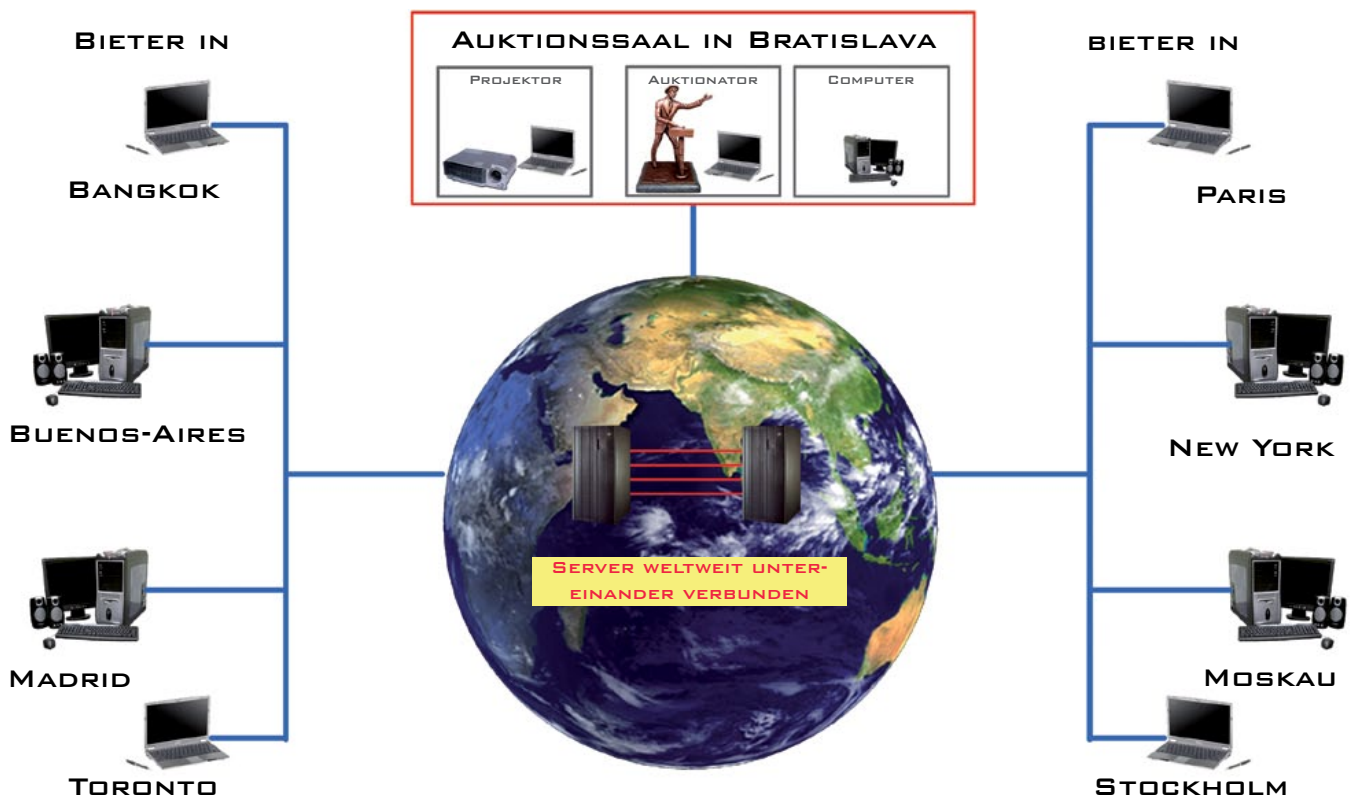 Bieter in
Auktionssaal in Bratislava
bieter in
Projektor
Auktionator
Computer
Bangkok
Paris
Buenos-Aires
New York
Server weltweit unter-
einander verbunden
Madrid
Moskau
Toronto
Stockholm